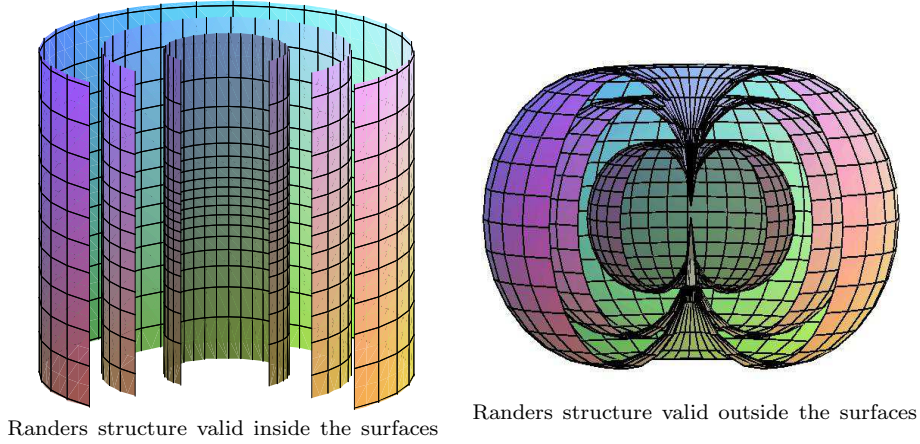 Randers structure valid inside the surfaces
Randers structure valid outside the surfaces